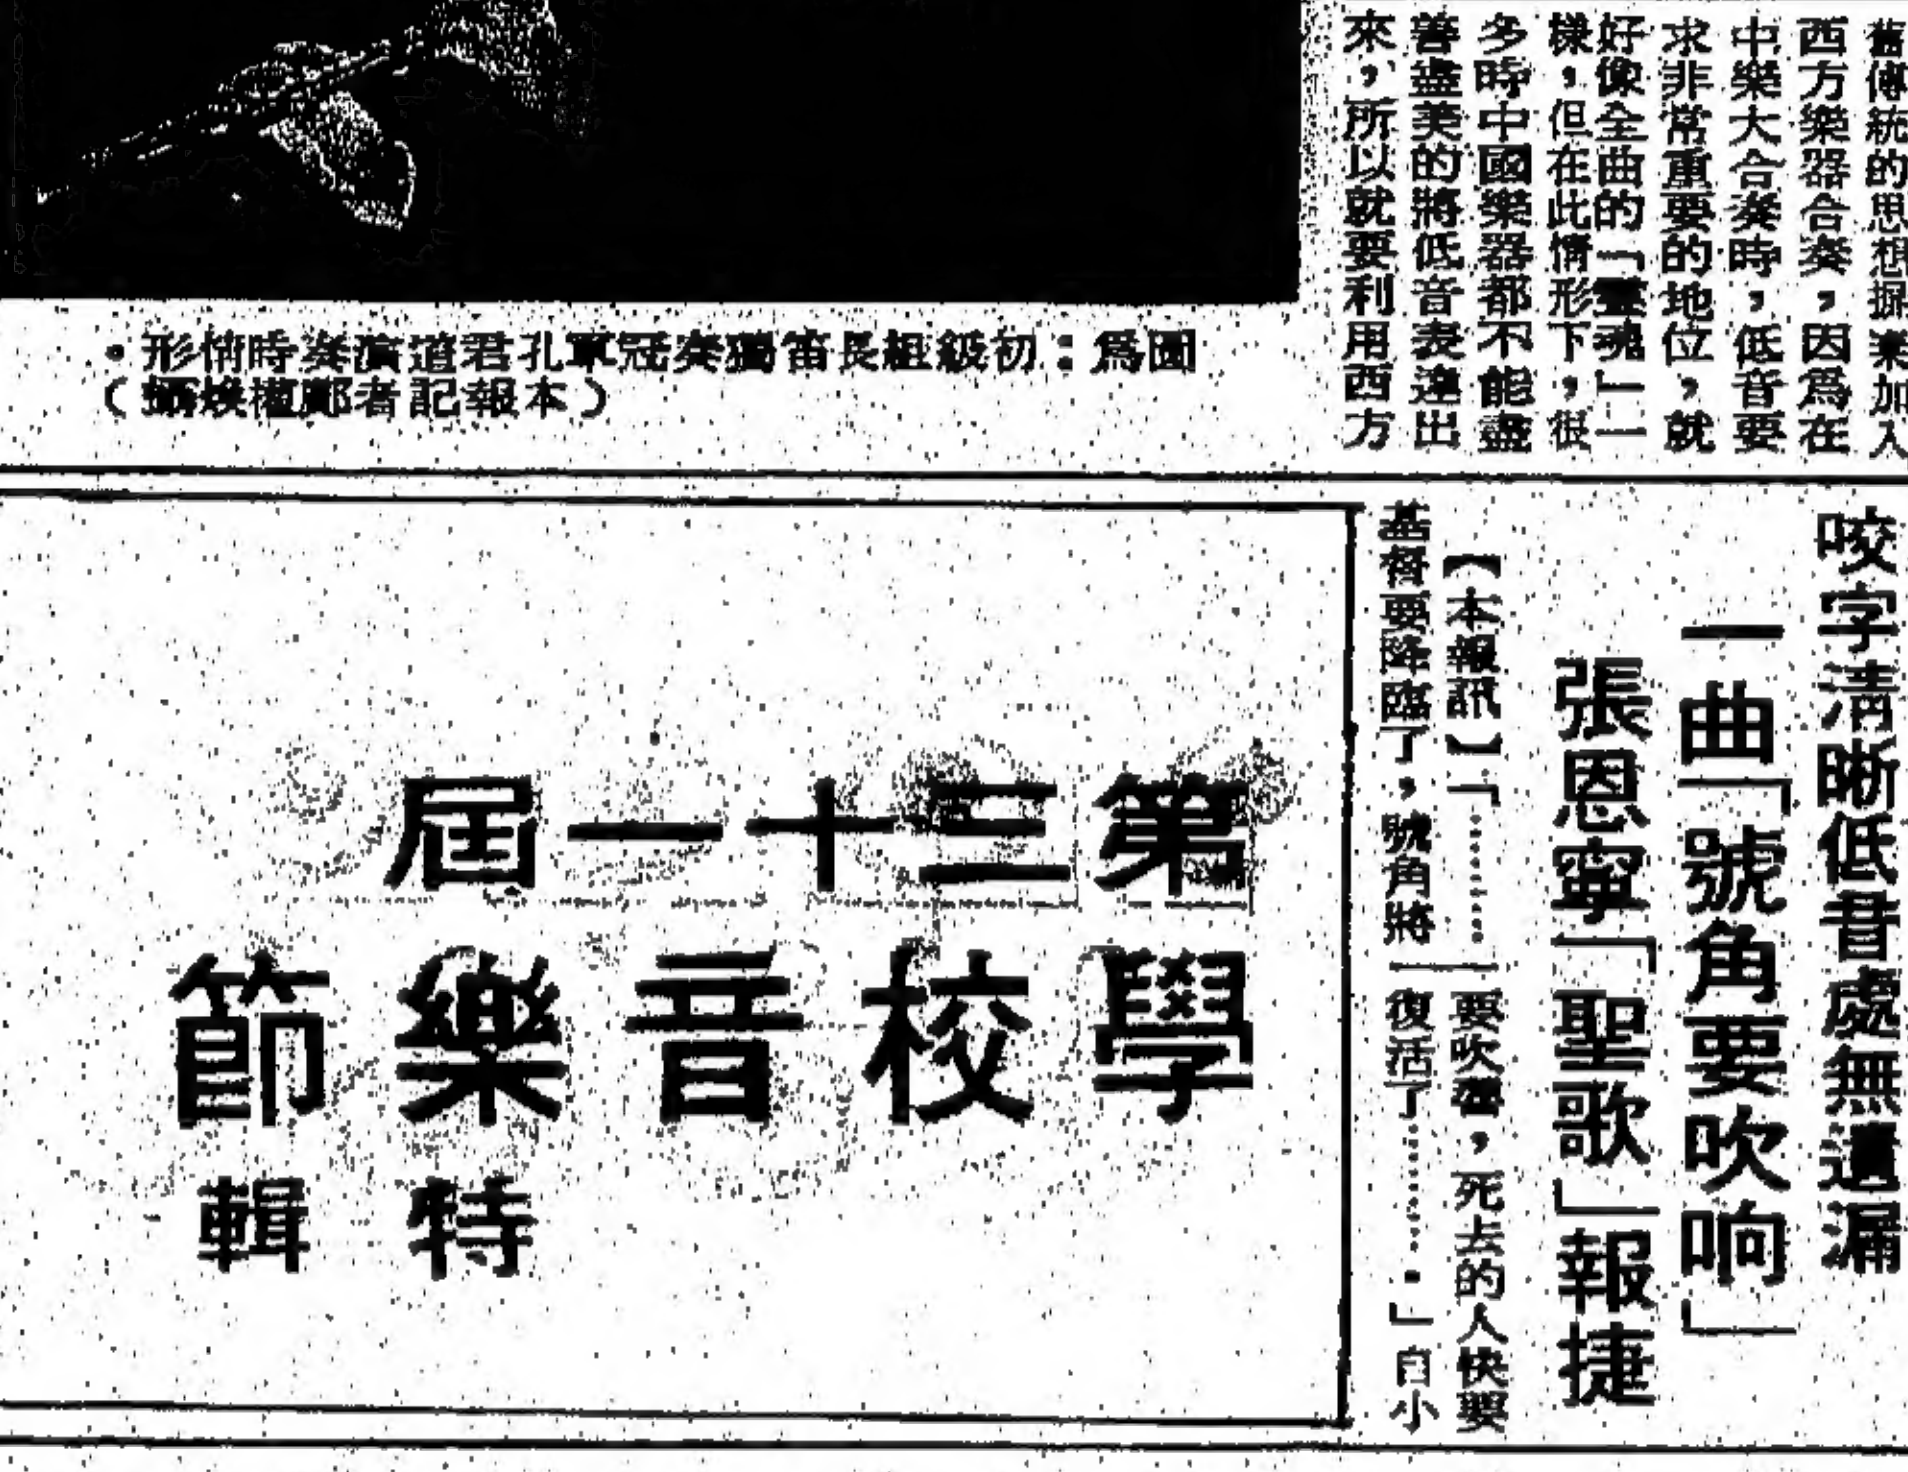 舊傳統的思想摒棄加入
西方樂器合奏，因爲在
中樂大合奏時，低音要
求非常重要的地位，就
好像全曲的「靈魂」一
樣，但在此情形下，很
多時中國樂器都不能盡
善盡美的將低音表達出
來，所以就要利用西方
圖爲：初級組長笛獨奏冠軍孔君道演奏時情形。
（本報記者鄺權煥攝）
咬字清晰低音處無遺漏
一曲「號角要吹响」
張恩寧「聖歌」報捷
【本報訊】「………
基督要降臨了，號角將
要吹響，死去的人快要
復活了………。」自小
第三十一屆
學校音樂節
特輯